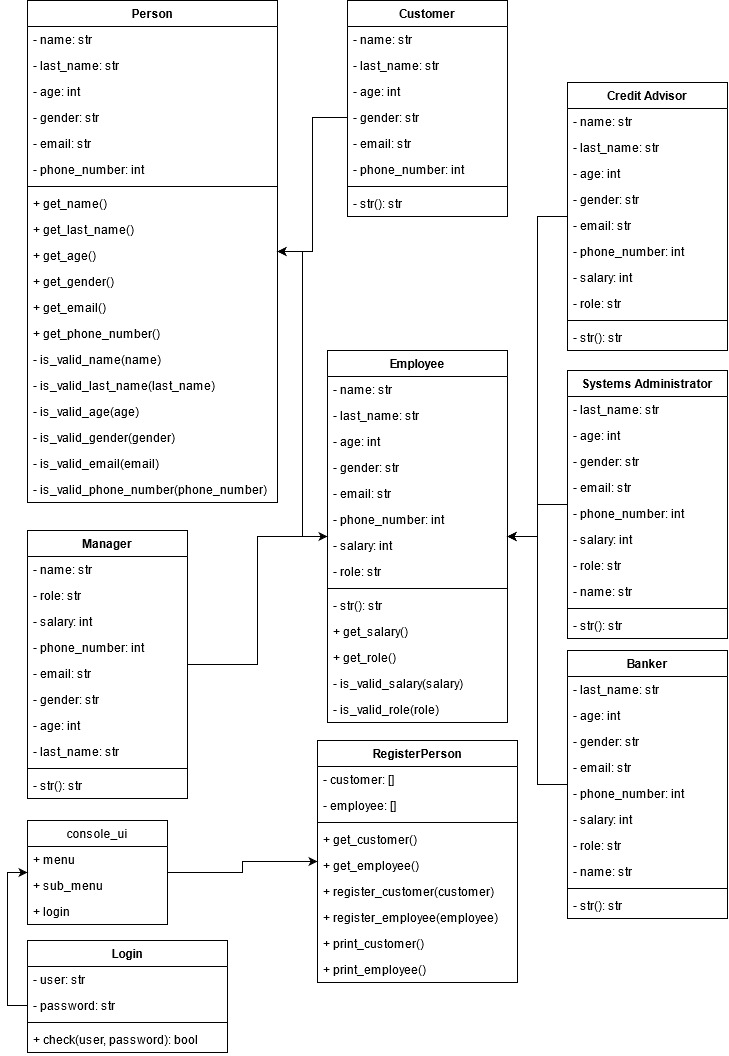 Person
- name: str
- last_name: str
- age: int
- gender: str
- email: str
- phone_number: int
+ get_name()
+ get_last_name()
+ get_age()
+ get_gender()
+ get_email()
+ get_phone_number()
- is_valid_name(name)
- is_valid_last_name(last_name)
- is_valid_age(age)
- is_valid_gender(gender)
- is_valid_email(email)
- is_valid_phone_number(phone_number)
Customer
- name: str
- last_name: str
- age: int
- gender: str
- email: str
- phone_number: int
- str(): str
Credit Advisor
- name: str
- last_name: str
- age: int
- gender: str
- email: str
- phone_number: int
- salary: int
- role: str
- str(): str
Employee
- name: str
- last_name: str
- age: int
- gender: str
- email: str
- phone_number: int
- salary: int
- role: str
- str(): str
+ get_salary()
+ get_role()
- is_valid_salary(salary)
- is_valid_role(role)
Systems Administrator
- last_name: str
- age: int
- gender: str
- email: str
- phone_number: int
- salary: int
- role: str
- name: str
- str(): str
Manager
- name: str
- role: str
- salary: int
- phone_number: int
- email: str
- gender: str
- age: int
- last_name: str
- str(): str
Banker
- last_name: str
- age: int
- gender: str
- email: str
- phone_number: int
- salary: int
- role: str
- name: str
- str(): str
RegisterPerson
- customer: []
- employee: []
+ get_customer()
+ get_employee()
+ register_customer(customer)
+ register_employee(employee)
+ print_customer()
+ print_employee()
console_ui
+ menu
+ sub_menu
+ login
Login
- user: str
- password: str
+ check(user, password): bool